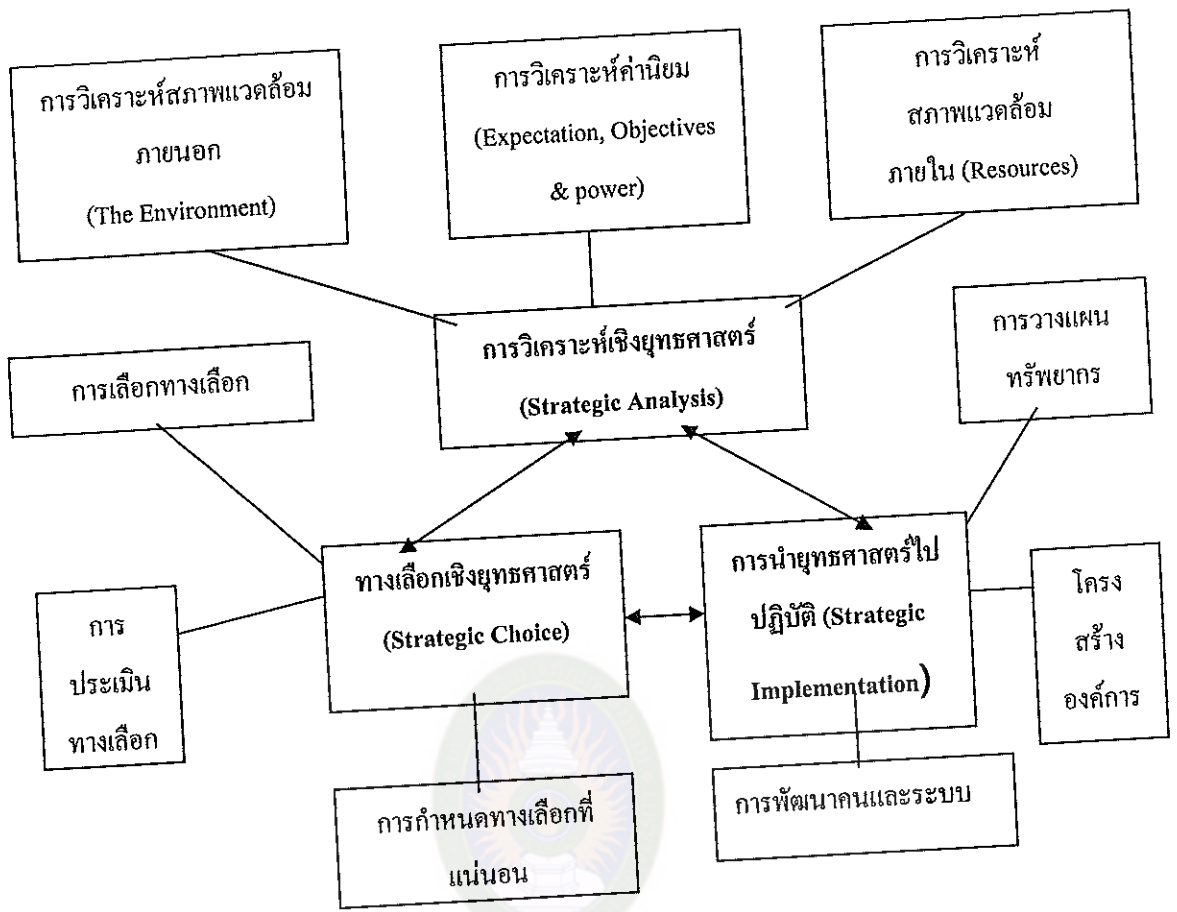 การวิเคราะห์สภาพแวดล้อม
ภายนอก
(The Environment)
การวิเคราะห์ค่านิยม
(Expectation, Objectives
& power)
การวิเคราะห์
สภาพแวดล้อม
ภายใน (Resources)
การวิเคราะห์เชิงยุทธศาสตร์
(Strategic Analysis)
การวางแผน
ทรัพยากร
การเลือกทางเลือก
ทางเลือกเชิงยุทธศาสตร์
(Strategic Choice)
การนำยุทธศาสตร์ไป
ปฏิบัติ (Strategic
Implementation)
โครง
สร้าง
องค์การ
การ
ประเมิน
ทางเลือก
การกำหนดทางเลือกที่
แน่นอน
การพัฒนาคนและระบบ